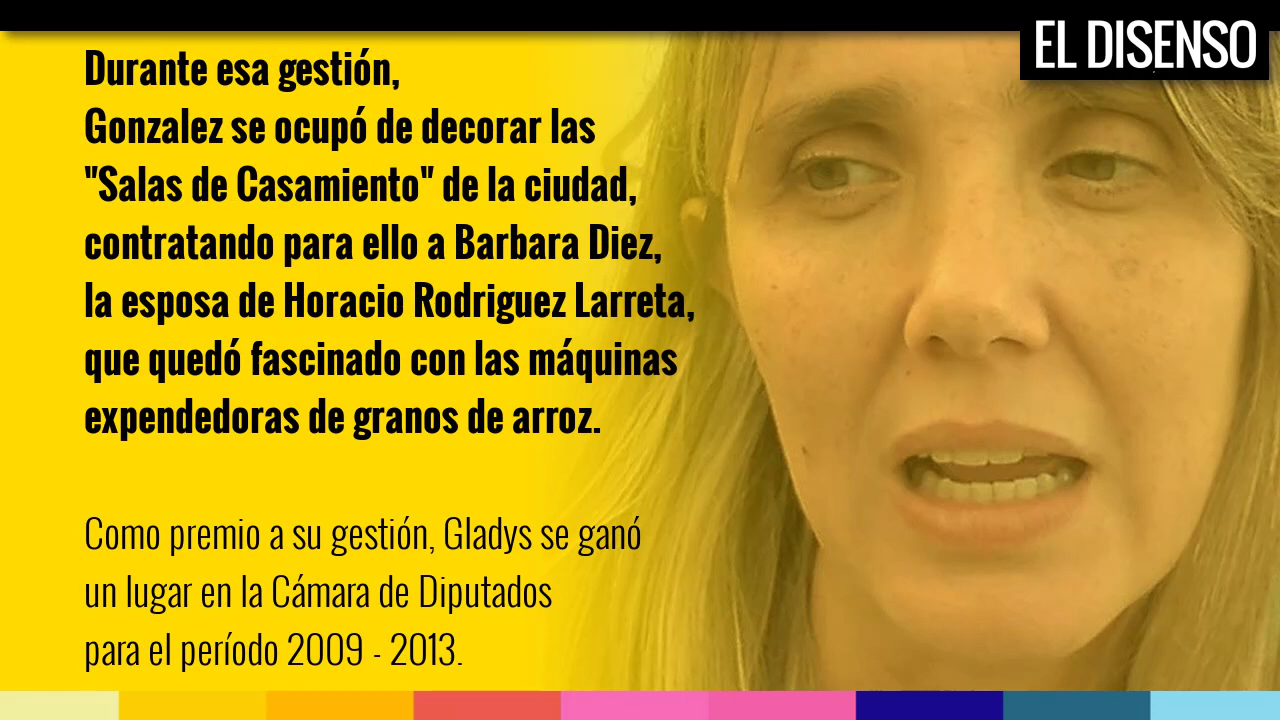 EL DISENSO
Durante esa gestión,
Gonzalez se ocupó de decorar las
"Salas de Casamiento" de la ciudad,
contratando para ello a Barbara Diez,
la esposa de Horacio Rodriguez Larreta,
que quedó fascinado con las máquinas
expendedoras de granos de arroz.
Como premio a su gestión, Gladys se ganó
un lugar en la Cámara de Diputados
para el período 2009 - 2013.